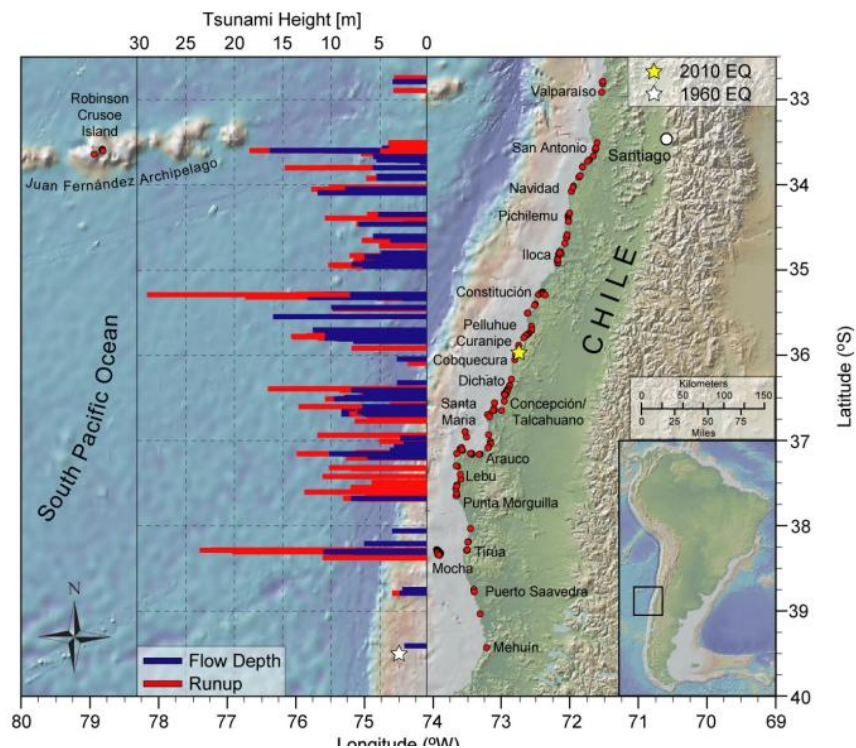 Tsunami Height [m]
30 25 20 15 10 5 0
2010 EQ
1960 EQ
Robinson
Crusoe
Island
Juan Fernández Archipelago
Valparaíso
San Antonio
Santiago
Navidad
Pichilemu
Iloca
Constitución
Pelluhue
Curanipe
Cobquecura
Dichato
Santa
María
Concepción/
Talcahuano
Arauco
Lebu
Punta Morguilla
Tirúa
Mocha
Puerto Saavedra
Mehuín
CHILE
South Pacific Ocean
N
Flow Depth
Runup
Kilometers
0 25 50 100 150
0 25 50 75
Miles
33
34
35
36
37
38
39
40
Latitude (ºS)
80 79 78 77 76 75 74 73 72 71 70 69
Longitude (ºW)